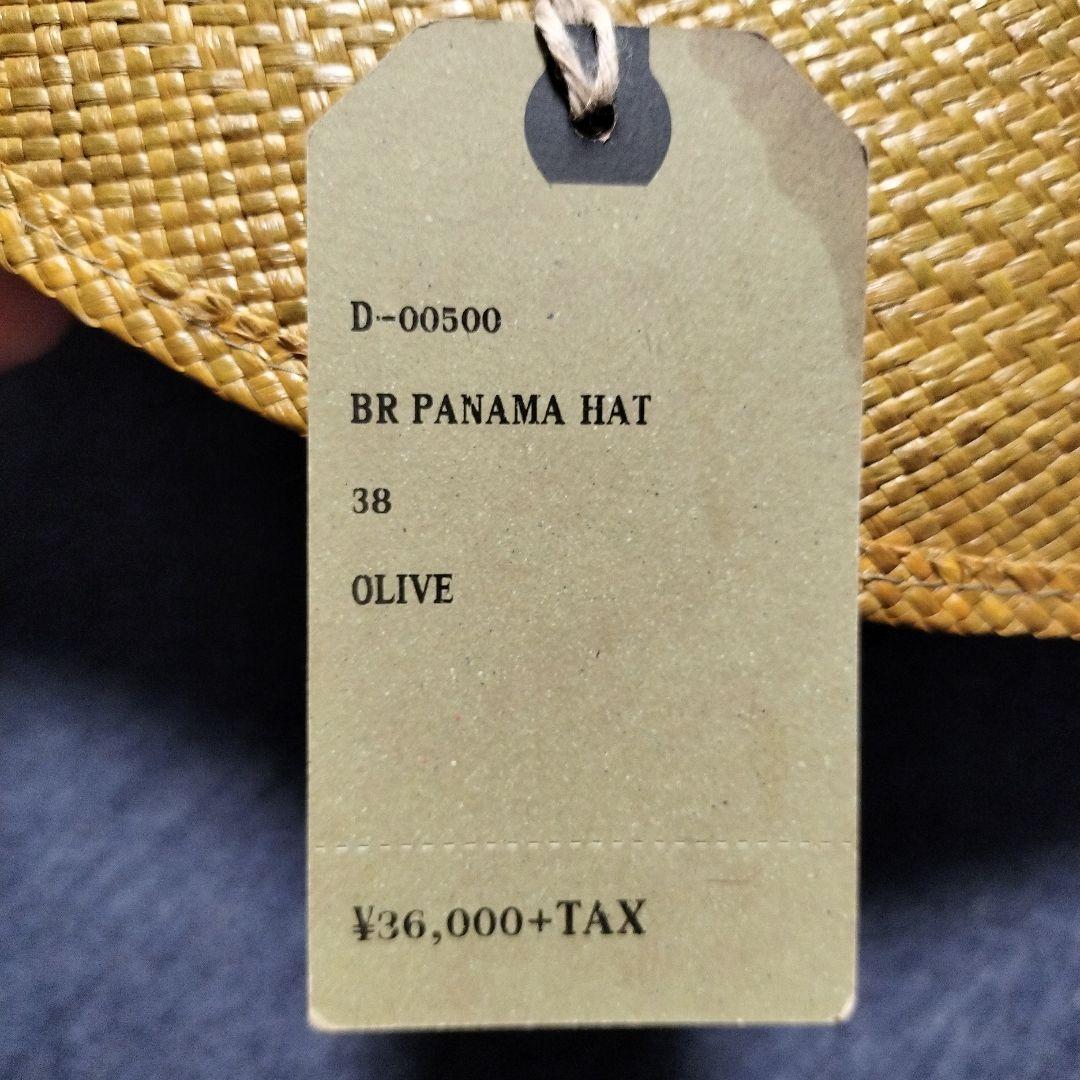 D-00500
BR PANAMA HAT
38
OLIVE
¥36,000+TAX